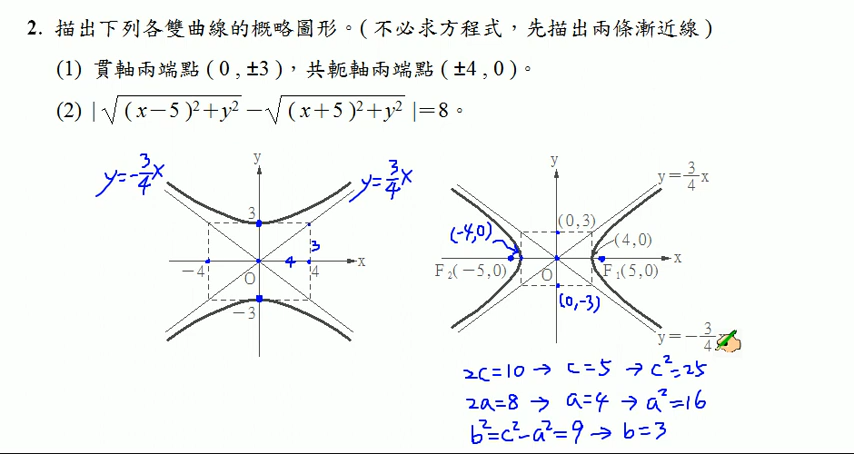 2. 描出下列各雙曲線的概略圖形。(不必求方程式，先描出兩條漸近線)
(1) 貫軸兩端點(0, ±3)，共軛軸兩端點(±4, 0)。
(2) |√(x−5)²+y² −√(x+5)²+y² |=8。
y=-3/4x
y
y=3/4x
3
3
−4
4
4
x
O
−3
y
y=3/4x
(0,3)
(-4,0)
(4,0)
x
F₂(−5,0)
O
F₁(5,0)
(0,-3)
y=−3/4x
2c=10→ c=5 →c²=25
2a=8 → a=4 → a²=16
b²=c²-a²=9→ b=3